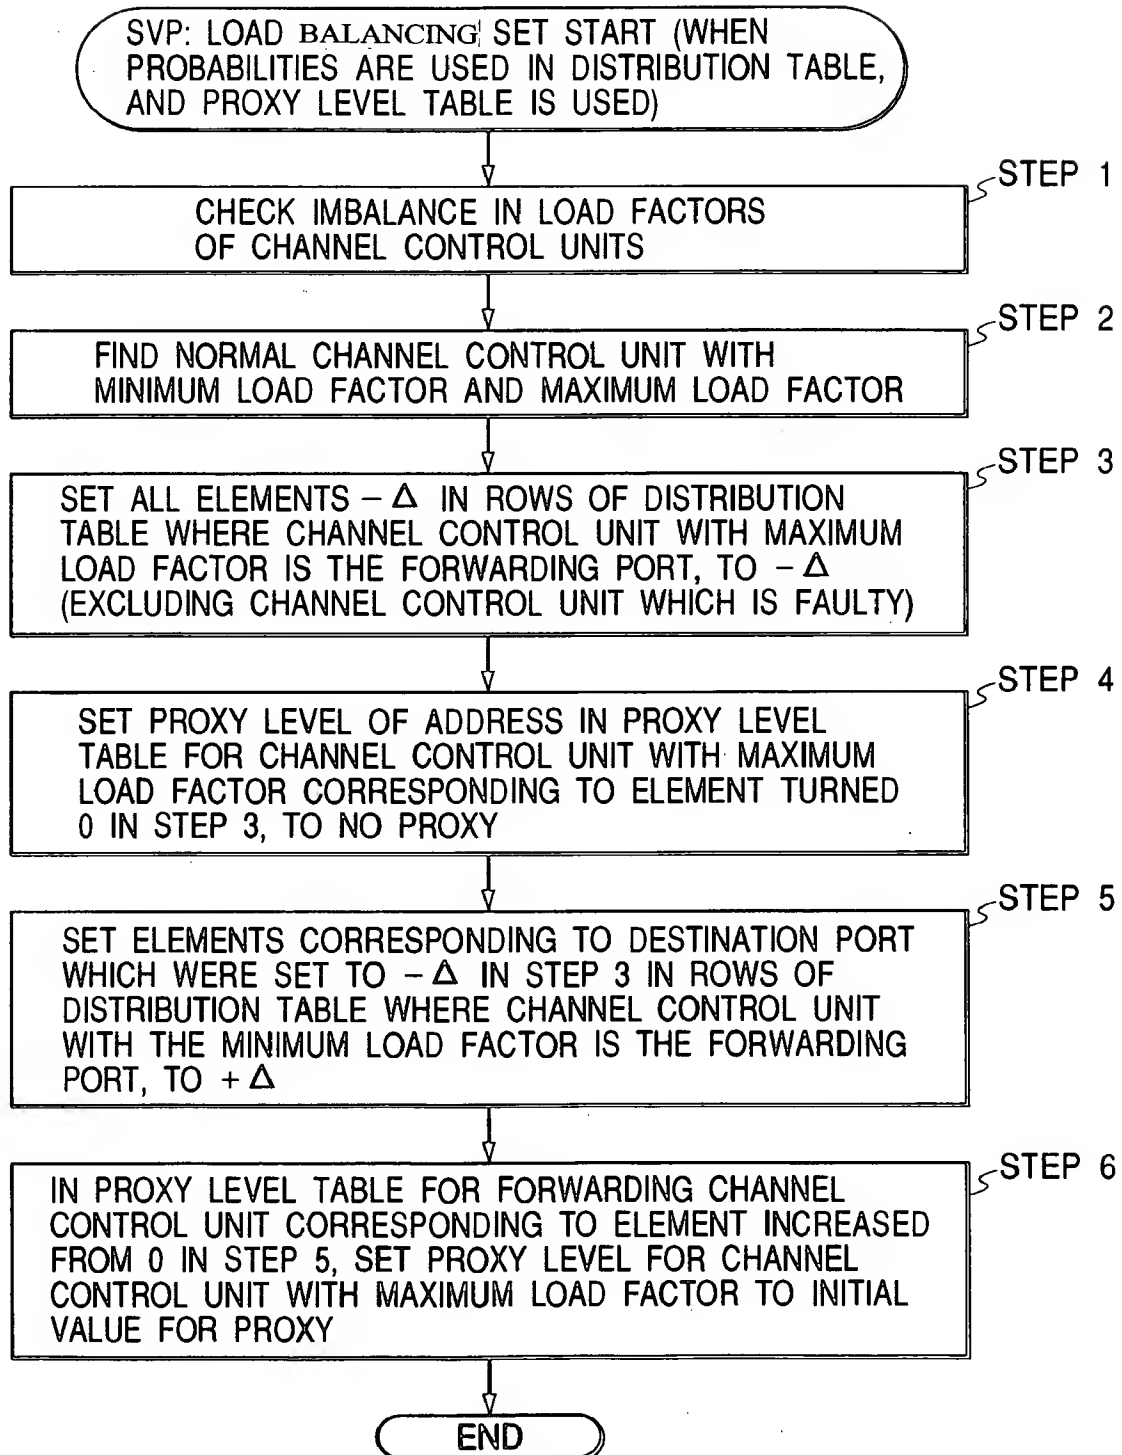 SVP: LOAD BALANCING SET START (WHEN
PROBABILITIES ARE USED IN DISTRIBUTION TABLE,
AND PROXY LEVEL TABLE IS USED)
STEP 1
CHECK IMBALANCE IN LOAD FACTORS
OF CHANNEL CONTROL UNITS
STEP 2
FIND NORMAL CHANNEL CONTROL UNIT WITH
MINIMUM LOAD FACTOR AND MAXIMUM LOAD FACTOR
STEP 3
SET ALL ELEMENTS −Δ IN ROWS OF DISTRIBUTION
TABLE WHERE CHANNEL CONTROL UNIT WITH MAXIMUM
LOAD FACTOR IS THE FORWARDING PORT, TO −Δ
(EXCLUDING CHANNEL CONTROL UNIT WHICH IS FAULTY)
STEP 4
SET PROXY LEVEL OF ADDRESS IN PROXY LEVEL
TABLE FOR CHANNEL CONTROL UNIT WITH MAXIMUM
LOAD FACTOR CORRESPONDING TO ELEMENT TURNED
0 IN STEP 3, TO NO PROXY
STEP 5
SET ELEMENTS CORRESPONDING TO DESTINATION PORT
WHICH WERE SET TO −Δ IN STEP 3 IN ROWS OF
DISTRIBUTION TABLE WHERE CHANNEL CONTROL UNIT
WITH THE MINIMUM LOAD FACTOR IS THE FORWARDING
PORT, TO +Δ
STEP 6
IN PROXY LEVEL TABLE FOR FORWARDING CHANNEL
CONTROL UNIT CORRESPONDING TO ELEMENT INCREASED
FROM 0 IN STEP 5, SET PROXY LEVEL FOR CHANNEL
CONTROL UNIT WITH MAXIMUM LOAD FACTOR TO INITIAL
VALUE FOR PROXY
END